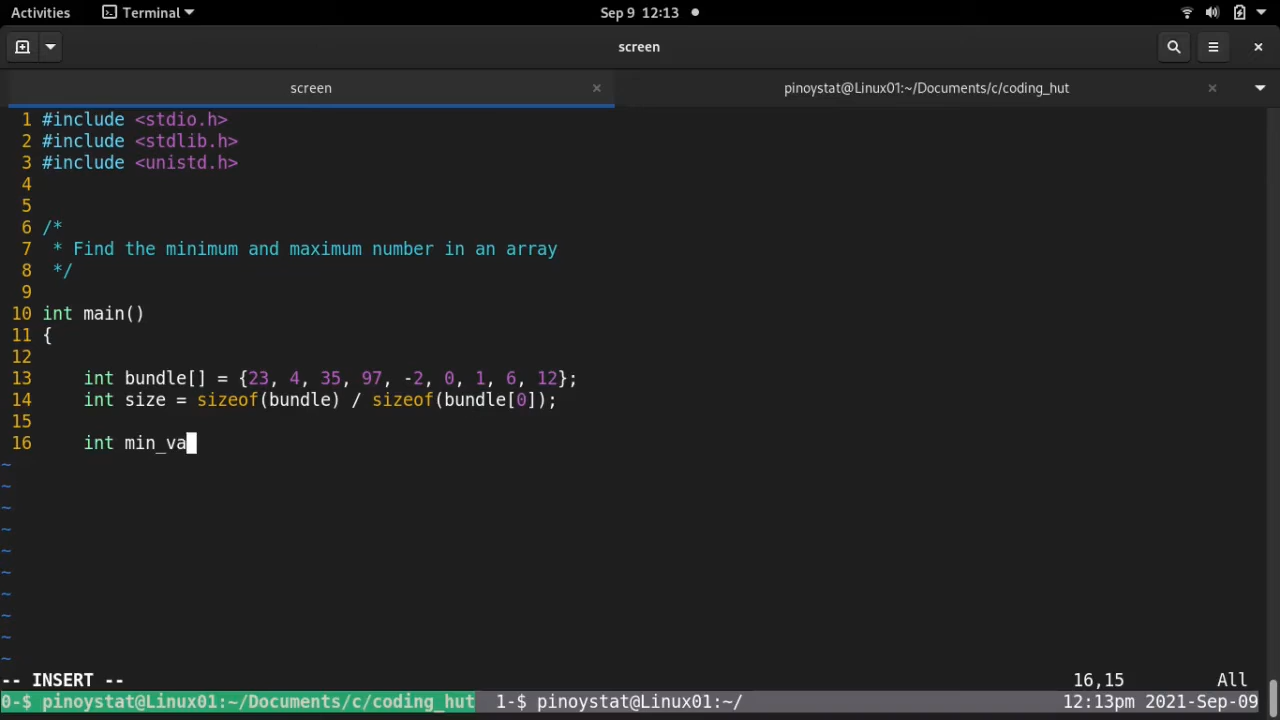 Activities Terminal Sep 9 12:13
screen
screen pinoystat@Linux01:~/Documents/c/coding_hut
1 #include <stdio.h>
2 #include <stdlib.h>
3 #include <unistd.h>
4
5
6 /*
7  * Find the minimum and maximum number in an array
8  */
9
10 int main()
11 {
12
13     int bundle[] = {23, 4, 35, 97, -2, 0, 1, 6, 12};
14     int size = sizeof(bundle) / sizeof(bundle[0]);
15
16     int min_va
~
~
~
~
~
~
~
~
~
~
-- INSERT -- 16,15 All
0-$ pinoystat@Linux01:~/Documents/c/coding_hut 1-$ pinoystat@Linux01:~/ 12:13pm 2021-Sep-09